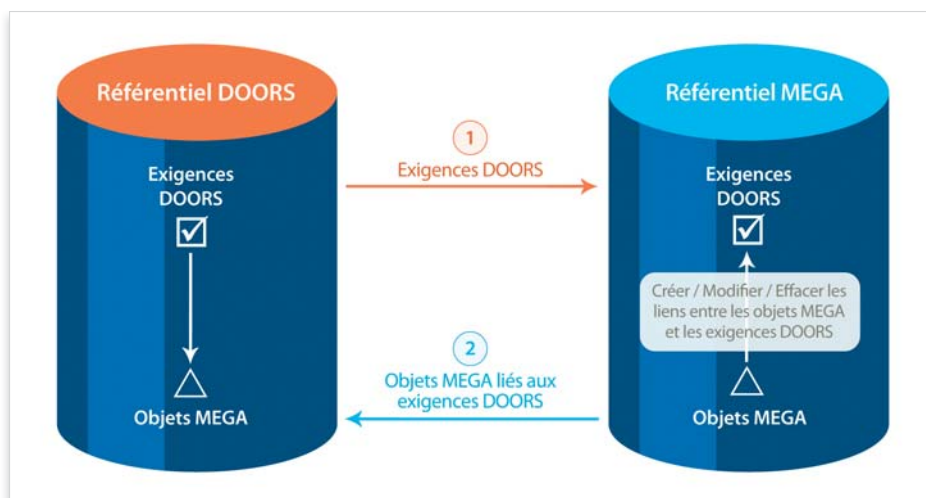 Référentiel DOORS
Exigences
DOORS
Objets MEGA
1
Exigences DOORS
2
Objets MEGA liés aux
exigences DOORS
Référentiel MEGA
Exigences
DOORS
Créer / Modifier / Effacer les
liens entre les objets MEGA
et les exigences DOORS
Objets MEGA